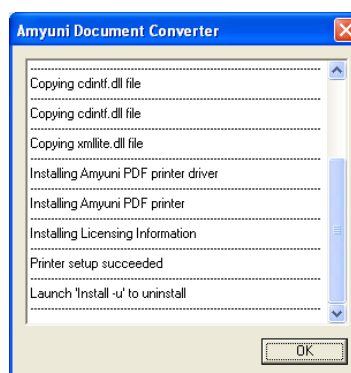 Amyuni Document Converter
Copying cdintf.dll file
Copying cdintf.dll file
Copying xmllite.dll file
Installing Amyuni PDF printer driver
Installing Amyuni PDF printer
Installing Licensing Information
Printer setup succeeded
Launch 'Install -u' to uninstall
OK